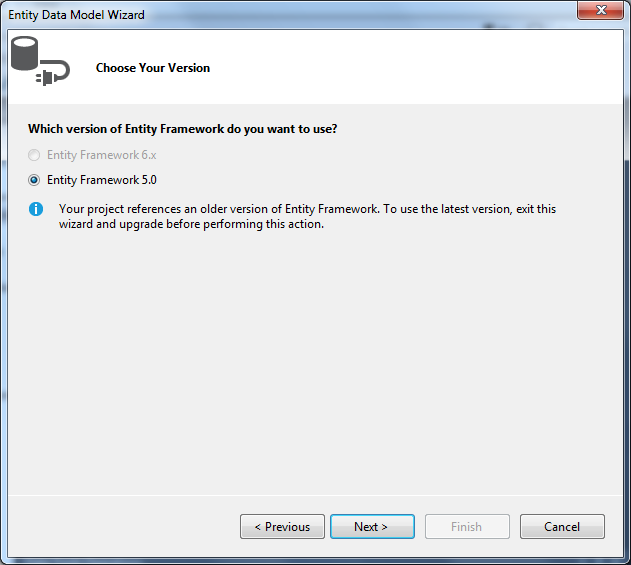 Entity Data Model Wizard
Choose Your Version
Which version of Entity Framework do you want to use?
Entity Framework 6.x
Entity Framework 5.0
Your project references an older version of Entity Framework. To use the latest version, exit this
wizard and upgrade before performing this action.
< Previous
Next >
Finish
Cancel